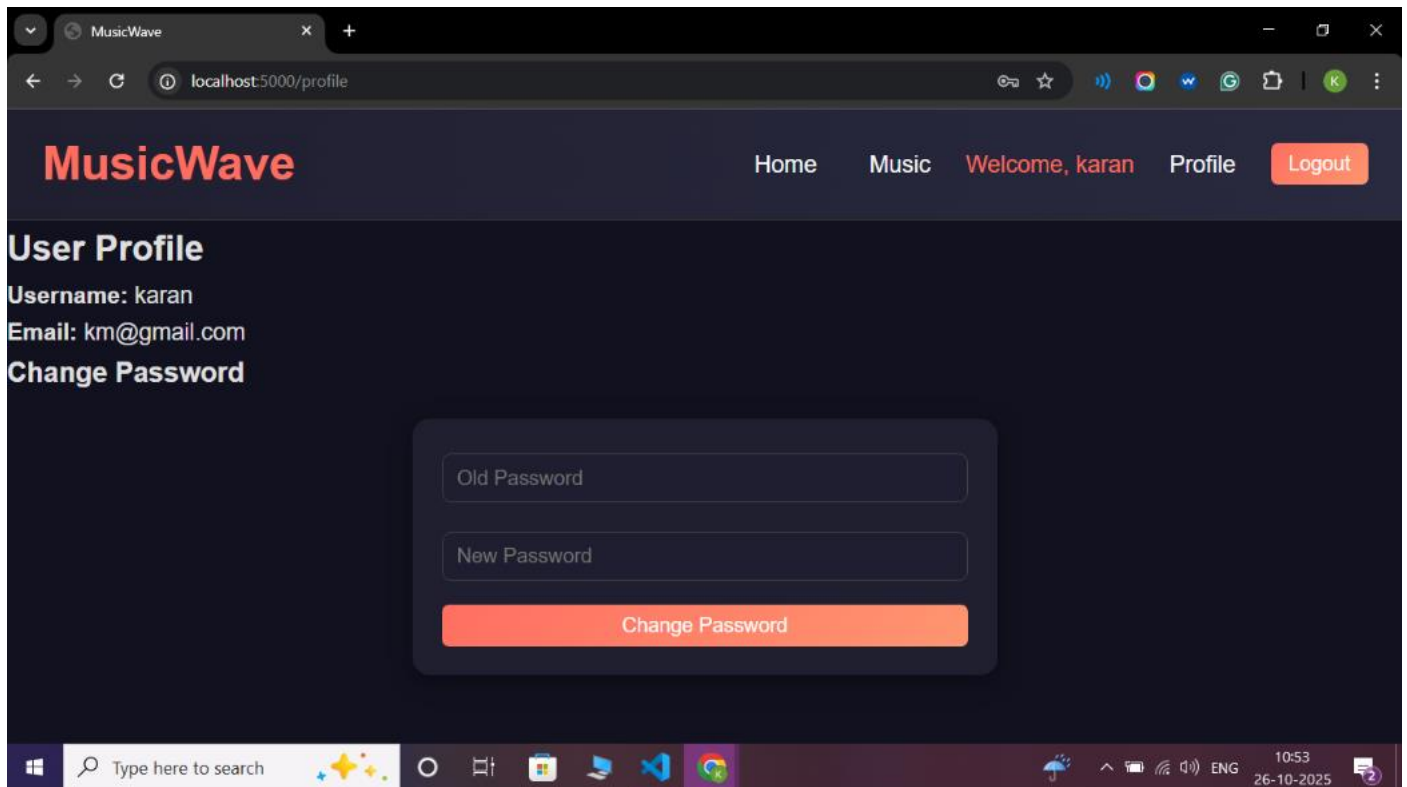 MusicWave
localhost:5000/profile
K
MusicWave Home Music Welcome, karan Profile Logout
User Profile
Username: karan
Email: km@gmail.com
Change Password
Old Password
New Password
Change Password
Type here to search ENG 10:53
26-10-2025 2